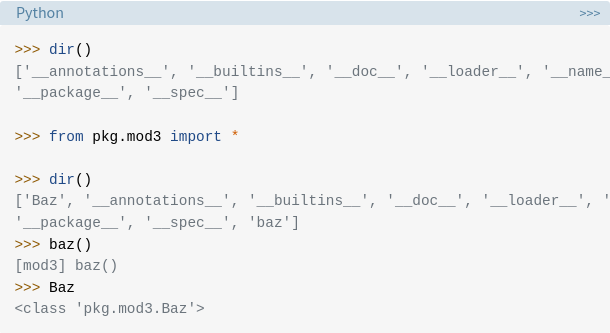 Python >>>
>>> dir()
['__annotations__', '__builtins__', '__doc__', '__loader__', '__name_
'__package__', '__spec__']
>>> from pkg.mod3 import *
>>> dir()
['Baz', '__annotations__', '__builtins__', '__doc__', '__loader__', '
'__package__', '__spec__', 'baz']
>>> baz()
[mod3] baz()
>>> Baz
<class 'pkg.mod3.Baz'>